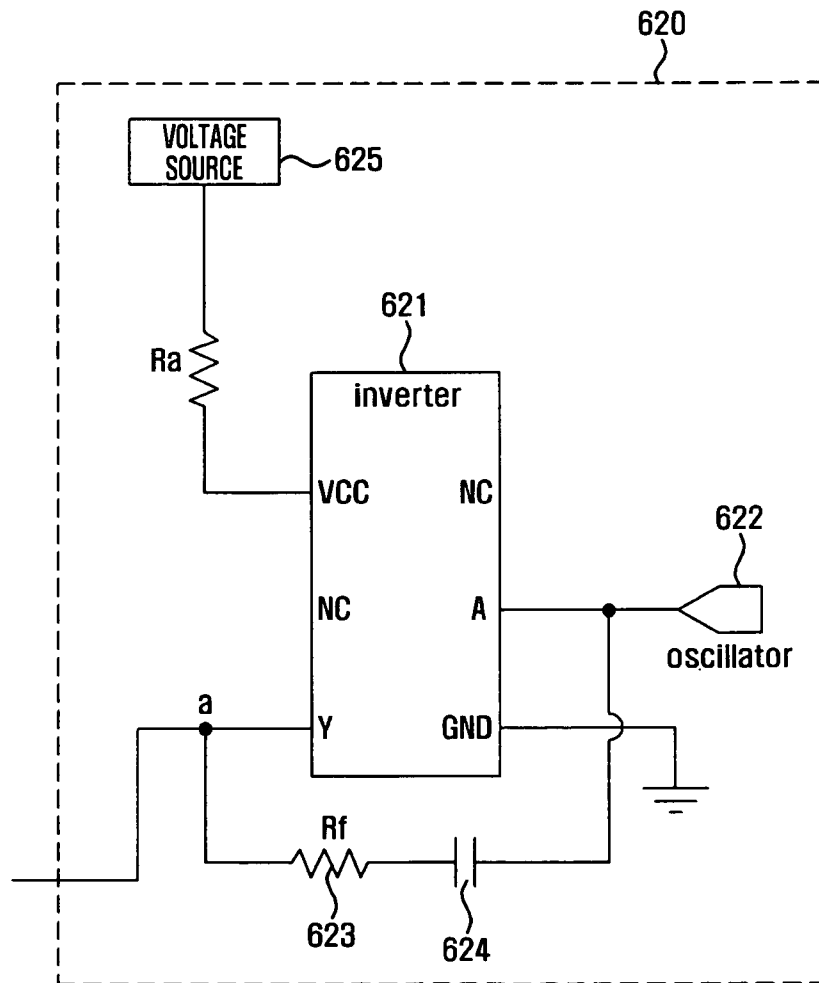 620
VOLTAGE
SOURCE
625
621
Ra
inverter
VCC
NC
622
NC
A
oscillator
a
Y
GND
Rf
623
624